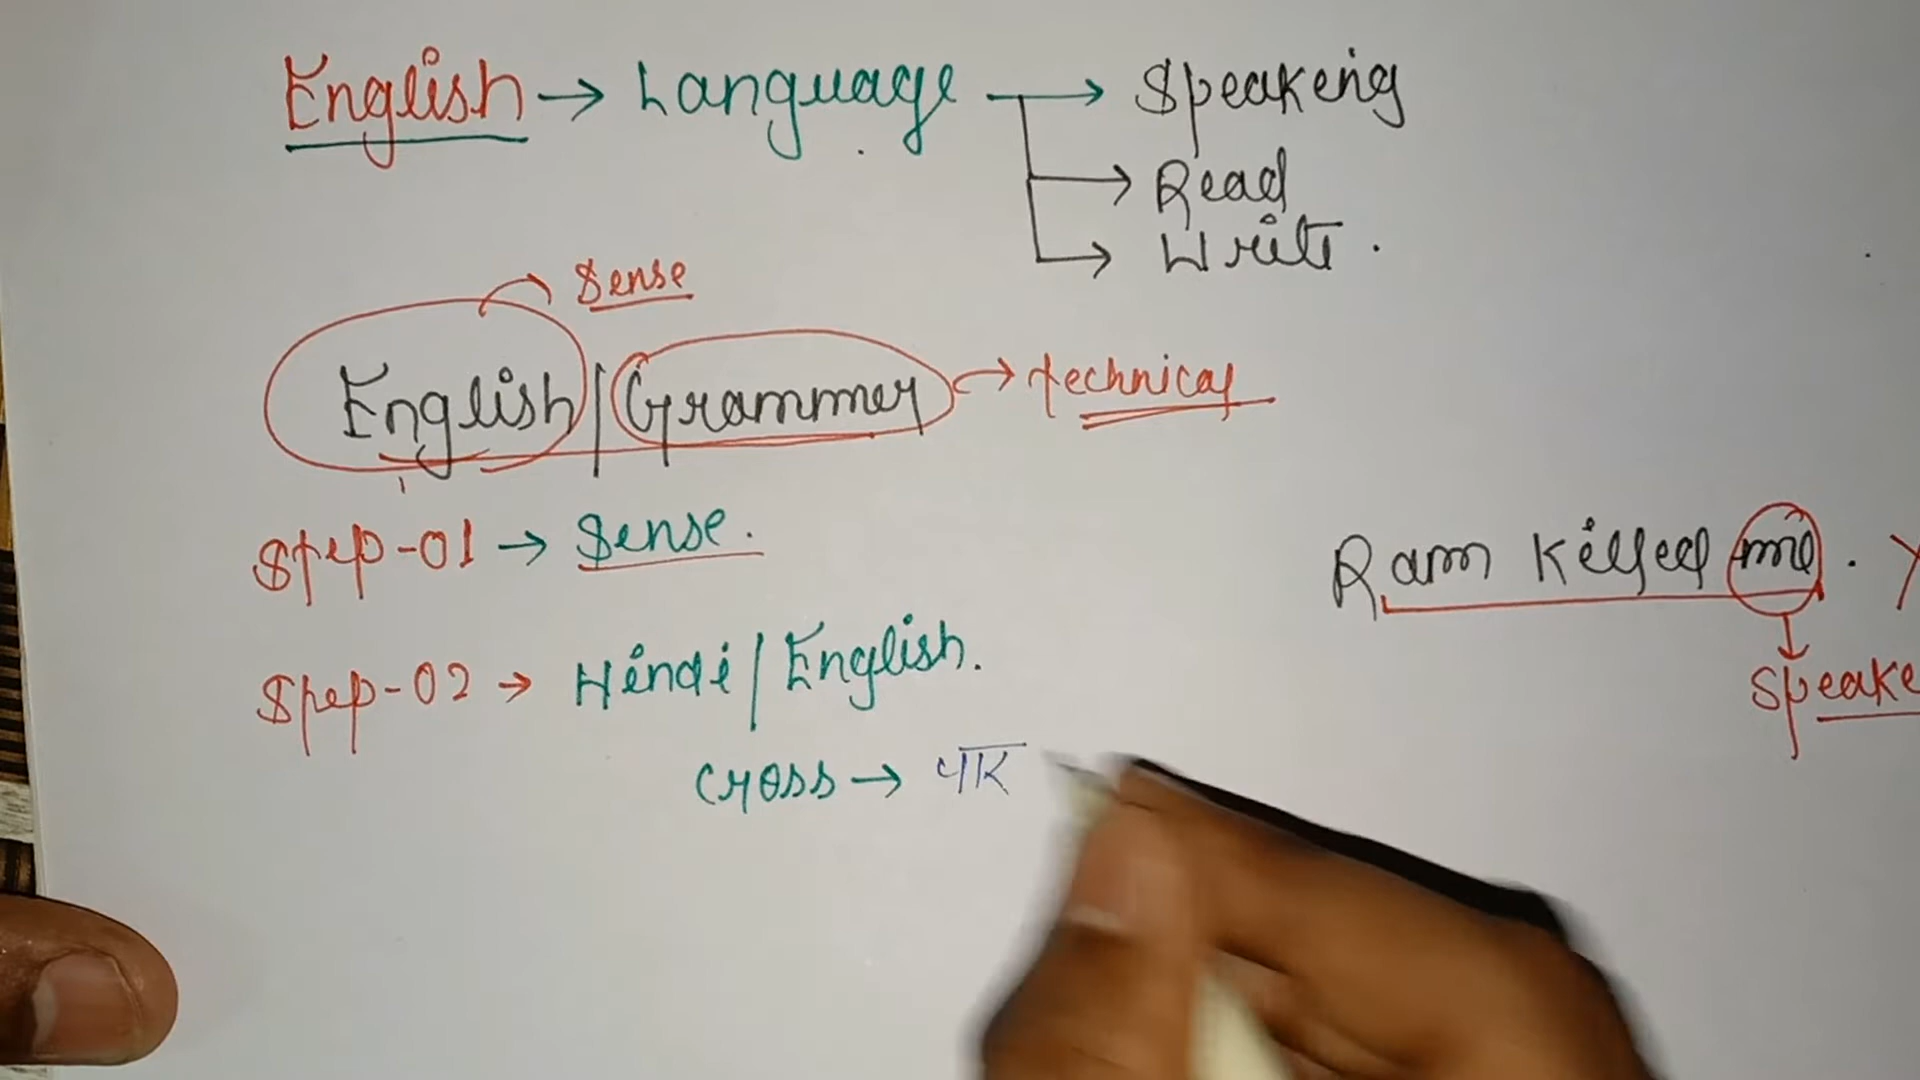 English → Language → Speakeng
→ Read
→ Write.
Sense
English / Grammer → technical
Step-01 → Sense.
Ram Killed me.
Step-02 → Hindi / English.
Speake
Cross → पार